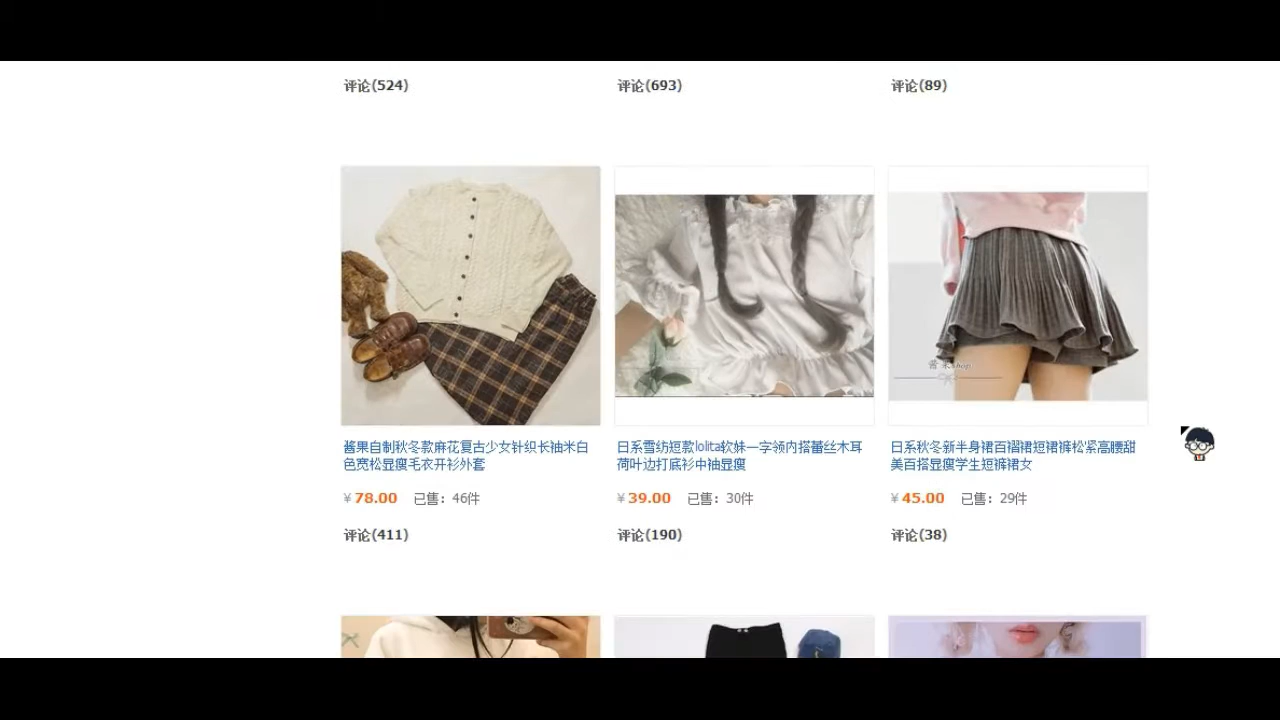 评论(524)
评论(693)
评论(89)
酱果自制秋冬款麻花复古少女针织长袖米白
色宽松显瘦毛衣开衫外套
¥78.00 已售：46件
评论(411)
日系雪纺短款lolita软妹一字领内搭蕾丝木耳
荷叶边打底衫中袖显瘦
¥39.00 已售：30件
评论(190)
日系秋冬新半身裙百褶裙短裙裤松紧高腰甜
美百搭显瘦学生短裤裙女
¥45.00 已售：29件
评论(38)